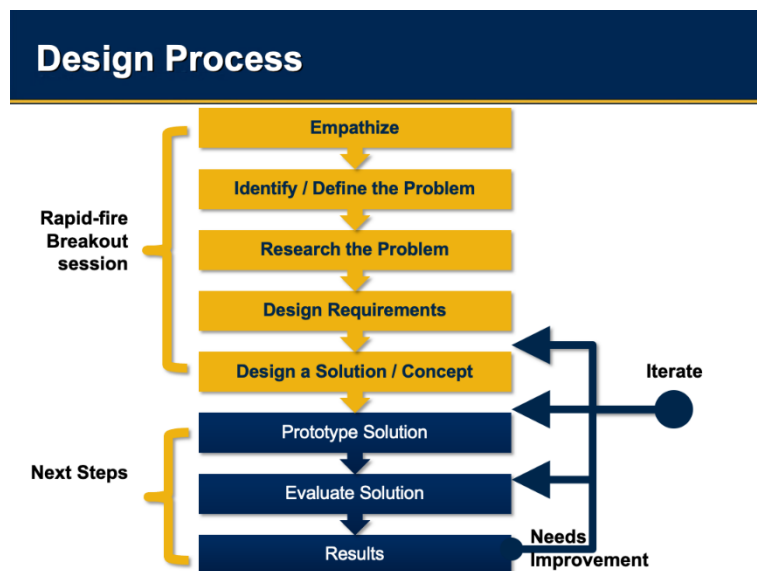 Design Process
Empathize
Identify / Define the Problem
Rapid-fire
Breakout
session
Research the Problem
Design Requirements
Design a Solution / Concept
Iterate
Prototype Solution
Next Steps
Evaluate Solution
Results
Needs
Improvement